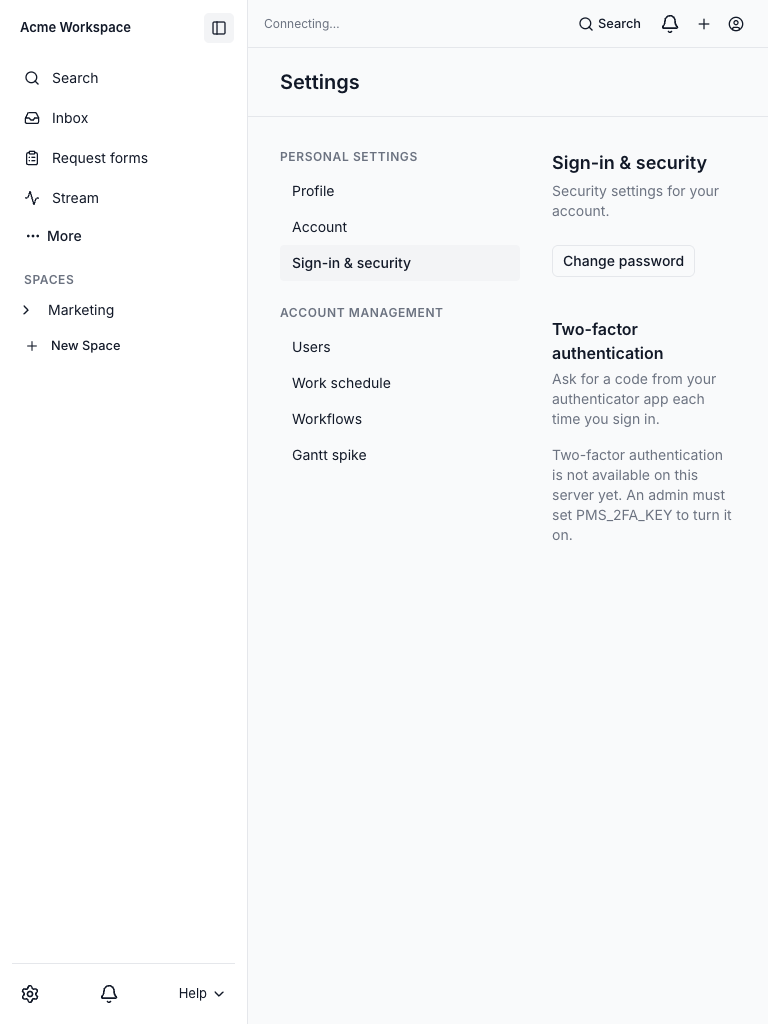 Acme Workspace
Search
Inbox
Request forms
Stream
More
SPACES
Marketing
New Space
Help
Connecting...
Search
Settings
PERSONAL SETTINGS
Profile
Account
Sign-in & security
ACCOUNT MANAGEMENT
Users
Work schedule
Workflows
Gantt spike
Sign-in & security
Security settings for your
account.
Change password
Two-factor
authentication
Ask for a code from your
authenticator app each
time you sign in.
Two-factor authentication
is not available on this
server yet. An admin must
set PMS_2FA_KEY to turn it
on.